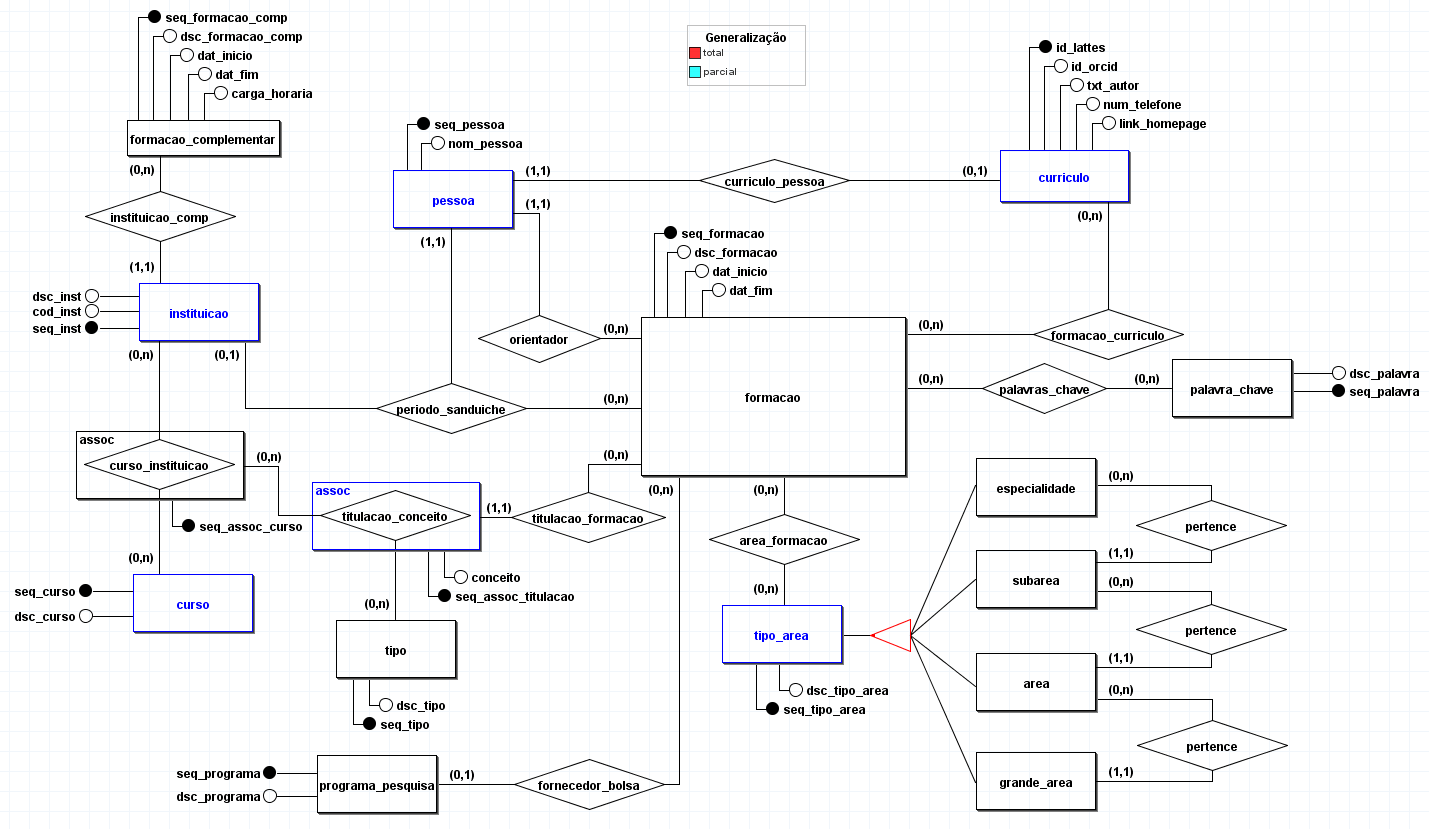 seq_formacao_comp
dsc_formacao_comp
dat_inicio
dat_fim
carga_horaria
formacao_complementar
(0,n)
instituicao_comp
(1,1)
dsc_inst
cod_inst
seq_inst
instituicao
(0,n)
(0,1)
Generalização
total
parcial
seq_pessoa
nom_pessoa
pessoa
(1,1)
(1,1)
(1,1)
curriculo_pessoa
(0,1)
id_lattes
id_orcid
txt_autor
num_telefone
link_homepage
curriculo
(0,n)
seq_formacao
dsc_formacao
dat_inicio
dat_fim
orientador
(0,n)
formacao
(0,n)
formacao_curriculo
periodo_sanduiche
(0,n)
(0,n)
palavras_chave
(0,n)
palavra_chave
dsc_palavra
seq_palavra
assoc
curso_instituicao
(0,n)
seq_assoc_curso
(0,n)
seq_curso
dsc_curso
curso
assoc
titulacao_conceito
(1,1)
titulacao_formacao
(0,n)
conceito
seq_assoc_titulacao
(0,n)
tipo
dsc_tipo
seq_tipo
(0,n)
(0,n)
area_formacao
(0,n)
tipo_area
dsc_tipo_area
seq_tipo_area
especialidade
(0,n)
pertence
subarea
(1,1)
(0,n)
pertence
area
(1,1)
(0,n)
pertence
grande_area
(1,1)
seq_programa
dsc_programa
programa_pesquisa
(0,1)
fornecedor_bolsa